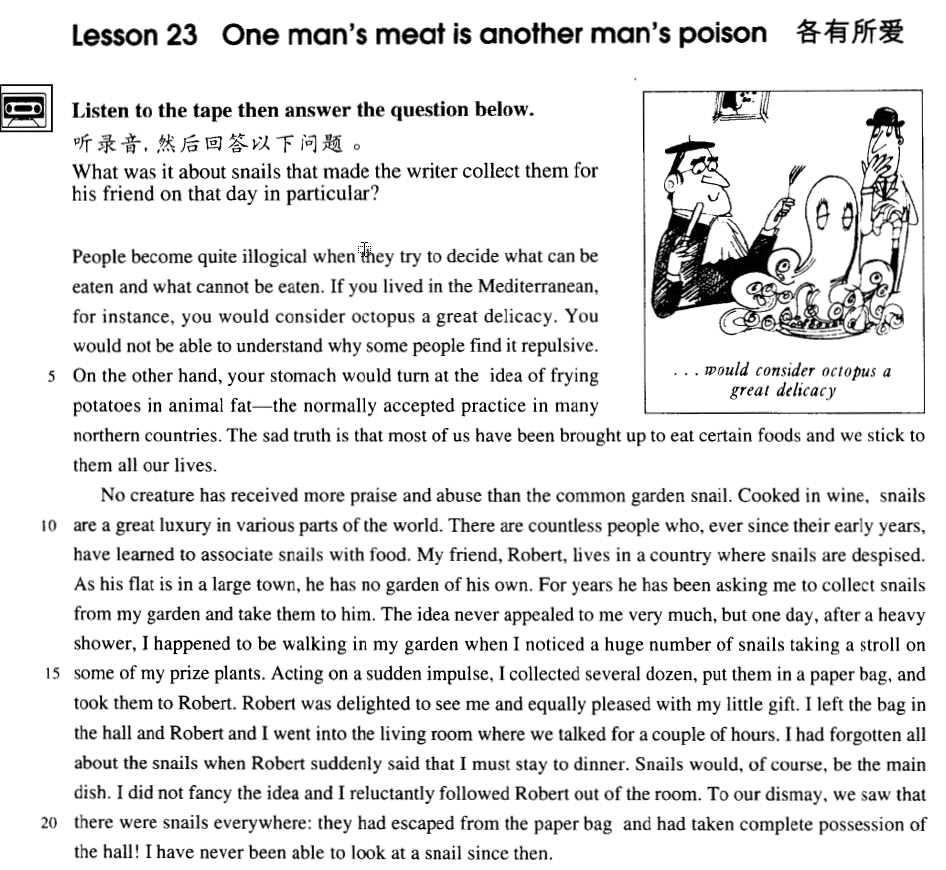 Lesson 23 One man's meat is another man's poison 各有所爱
Listen to the tape then answer the question below.
听录音，然后回答以下问题。
What was it about snails that made the writer collect them for
his friend on that day in particular?
People become quite illogical when they try to decide what can be
eaten and what cannot be eaten. If you lived in the Mediterranean,
for instance, you would consider octopus a great delicacy. You
would not be able to understand why some people find it repulsive.
5 On the other hand, your stomach would turn at the idea of frying
potatoes in animal fat—the normally accepted practice in many
northern countries. The sad truth is that most of us have been brought up to eat certain foods and we stick to
them all our lives.
. . . would consider octopus a
great delicacy
No creature has received more praise and abuse than the common garden snail. Cooked in wine, snails
10 are a great luxury in various parts of the world. There are countless people who, ever since their early years,
have learned to associate snails with food. My friend, Robert, lives in a country where snails are despised.
As his flat is in a large town, he has no garden of his own. For years he has been asking me to collect snails
from my garden and take them to him. The idea never appealed to me very much, but one day, after a heavy
shower, I happened to be walking in my garden when I noticed a huge number of snails taking a stroll on
15 some of my prize plants. Acting on a sudden impulse, I collected several dozen, put them in a paper bag, and
took them to Robert. Robert was delighted to see me and equally pleased with my little gift. I left the bag in
the hall and Robert and I went into the living room where we talked for a couple of hours. I had forgotten all
about the snails when Robert suddenly said that I must stay to dinner. Snails would, of course, be the main
dish. I did not fancy the idea and I reluctantly followed Robert out of the room. To our dismay, we saw that
20 there were snails everywhere: they had escaped from the paper bag and had taken complete possession of
the hall! I have never been able to look at a snail since then.